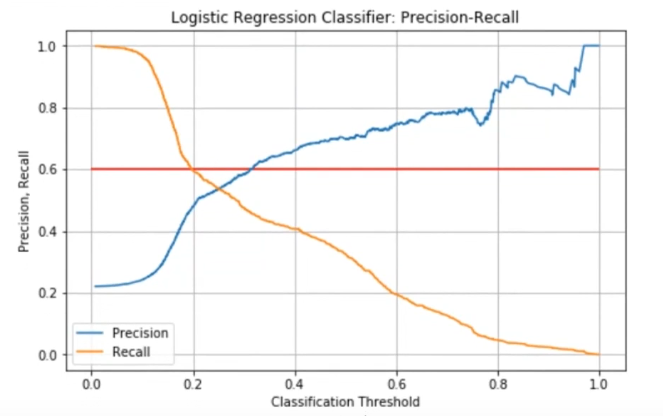 Logistic Regression Classifier: Precision-Recall
1.0
0.8
0.6
0.4
0.2
0.0
Precision, Recall
Precision
Recall
0.0 0.2 0.4 0.6 0.8 1.0
Classification Threshold